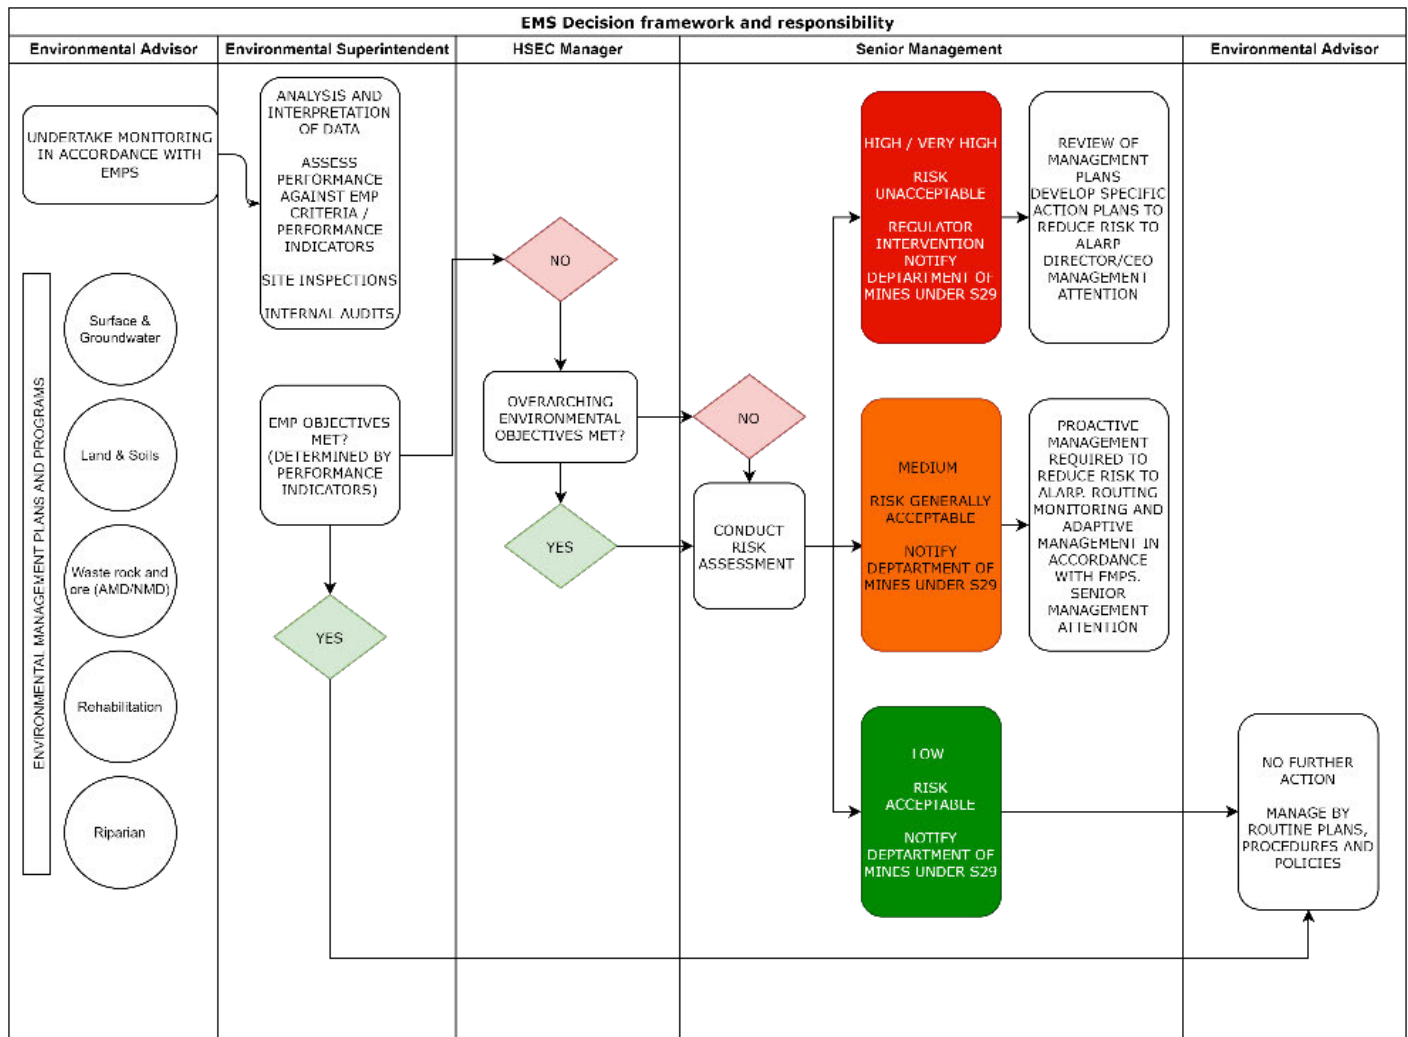 EMS Decision framework and responsibility
Environmental Advisor
Environmental Superintendent
HSEC Manager
Senior Management
Environmental Advisor
UNDERTAKE MONITORING
IN ACCORDANCE WITH
EMPS
ANALYSIS AND
INTERPRETATION
OF DATA
ASSESS
PERFORMANCE
AGAINST EMP
CRITERIA /
PERFORMANCE
INDICATORS
SITE INSPECTIONS
INTERNAL AUDITS
ENVIRONMENTAL MANAGEMENT PLANS AND PROGRAMS
Surface &
Groundwater
Land & Soils
Waste rock and
ore (AMD/NMD)
Rehabilitation
Riparian
EMP OBJECTIVES
MET?
(DETERMINED BY
PERFORMANCE
INDICATORS)
YES
NO
OVERARCHING
ENVIRONMENTAL
OBJECTIVES MET?
YES
NO
CONDUCT
RISK
ASSESSMENT
HIGH / VERY HIGH
RISK
UNACCEPTABLE
REGULATOR
INTERVENTION
NOTIFY
DEPTARTMENT OF
MINES UNDER S29
REVIEW OF
MANAGEMENT
PLANS
DEVELOP SPECIFIC
ACTION PLANS TO
REDUCE RISK TO
ALARP
DIRECTOR/CEO
MANAGEMENT
ATTENTION
MEDIUM
RISK GENERALLY
ACCEPTABLE
NOTIFY
DEPTARTMENT OF
MINES UNDER S29
PROACTIVE
MANAGEMENT
REQUIRED TO
REDUCE RISK TO
ALARP. ROUTING
MONITORING AND
ADAPTIVE
MANAGEMENT IN
ACCORDANCE
WITH EMPS.
SENIOR
MANAGEMENT
ATTENTION
LOW
RISK
ACCEPTABLE
NOTIFY
DEPTARTMENT OF
MINES UNDER S29
NO FURTHER
ACTION
MANAGE BY
ROUTINE PLANS,
PROCEDURES AND
POLICIES